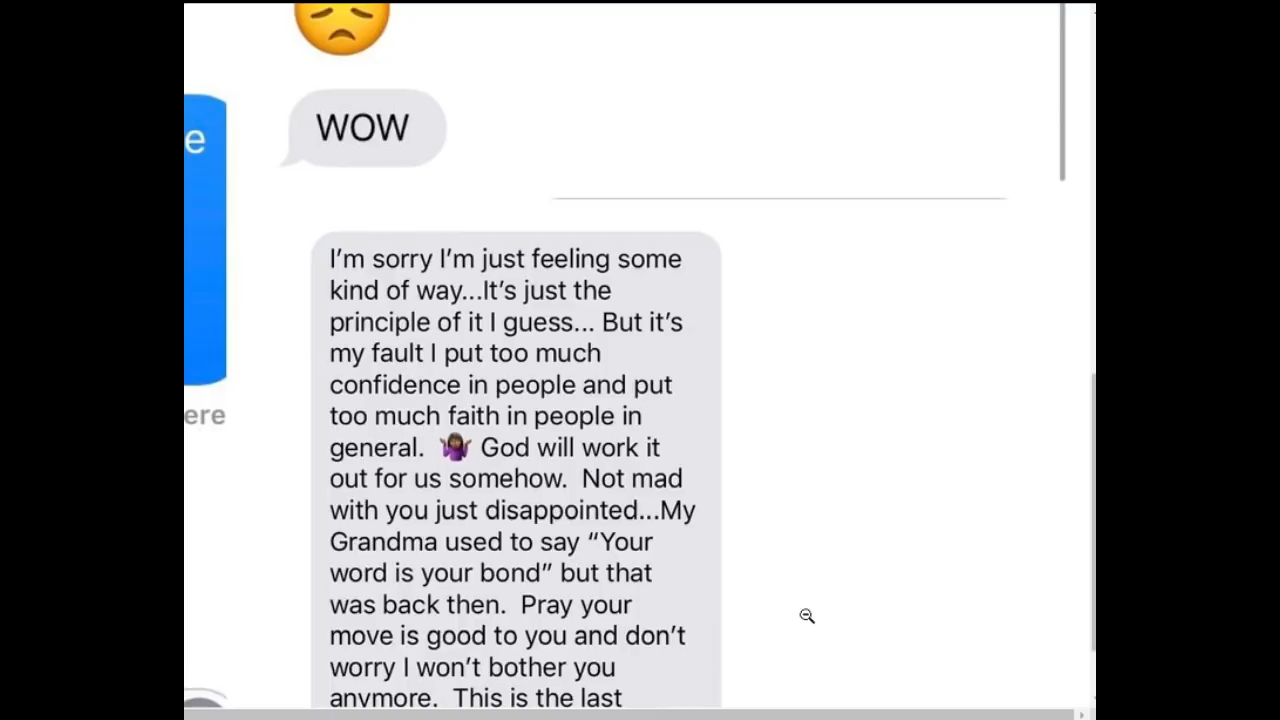 WOW
e
ere
I’m sorry I’m just feeling some
kind of way...It’s just the
principle of it I guess... But it’s
my fault I put too much
confidence in people and put
too much faith in people in
general. 🤷🏾‍♀️ God will work it
out for us somehow.  Not mad
with you just disappointed...My
Grandma used to say “Your
word is your bond” but that
was back then.  Pray your
move is good to you and don’t
worry I won’t bother you
anymore.  This is the last